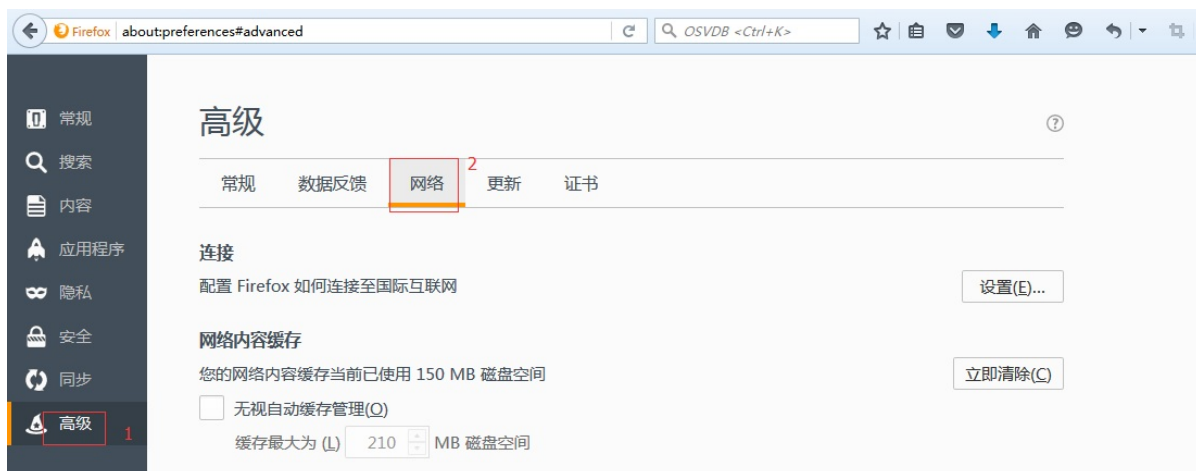 Firefox about:preferences#advanced OSVDB <Ctrl+K>
常规
搜索
内容
应用程序
隐私
安全
同步
高级 1
高级
常规 数据反馈 网络 2 更新 证书
连接
配置 Firefox 如何连接至国际互联网 设置(E)...
网络内容缓存
您的网络内容缓存当前已使用 150 MB 磁盘空间 立即清除(C)
无视自动缓存管理(O)
缓存最大为 (L) 210 MB 磁盘空间